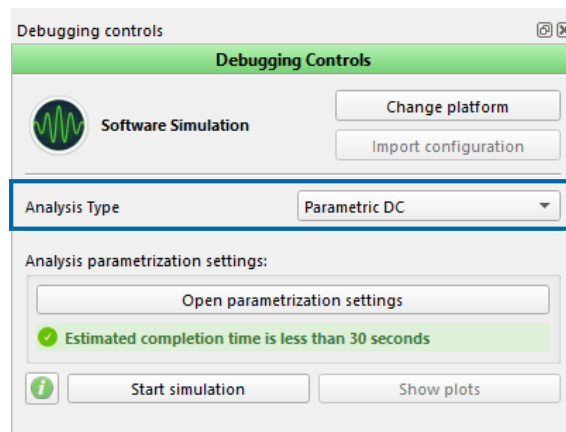 Debugging controls
Debugging Controls
Software Simulation
Change platform
Import configuration
Analysis Type
Parametric DC
Analysis parametrization settings:
Open parametrization settings
Estimated completion time is less than 30 seconds
i
Start simulation
Show plots